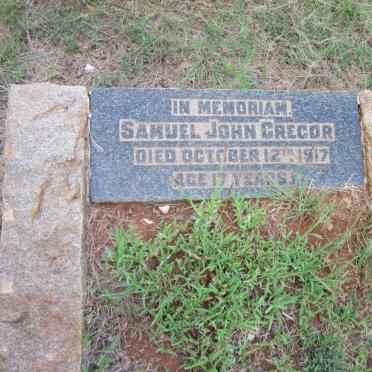 IN MEMORIAM.
SAMUEL JOHN GREGOR
DIED OCTOBER 12TH 1917
AGE 17 YEARS